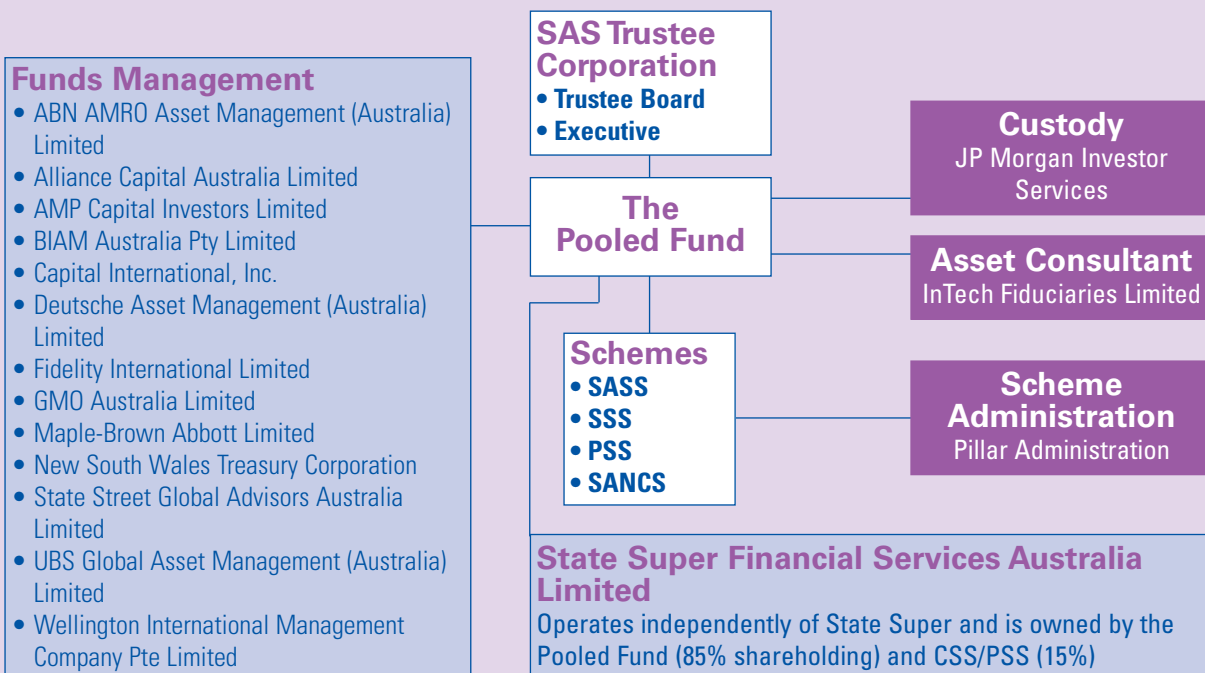 SAS Trustee
Corporation
• Trustee Board
• Executive
Funds Management
• ABN AMRO Asset Management (Australia)
Limited
• Alliance Capital Australia Limited
• AMP Capital Investors Limited
• BIAM Australia Pty Limited
• Capital International, Inc.
• Deutsche Asset Management (Australia)
Limited
• Fidelity International Limited
• GMO Australia Limited
• Maple-Brown Abbott Limited
• New South Wales Treasury Corporation
• State Street Global Advisors Australia
Limited
• UBS Global Asset Management (Australia)
Limited
• Wellington International Management
Company Pte Limited
The
Pooled Fund
Custody
JP Morgan Investor
Services
Asset Consultant
InTech Fiduciaries Limited
Schemes
• SASS
• SSS
• PSS
• SANCS
Scheme
Administration
Pillar Administration
State Super Financial Services Australia
Limited
Operates independently of State Super and is owned by the
Pooled Fund (85% shareholding) and CSS/PSS (15%)